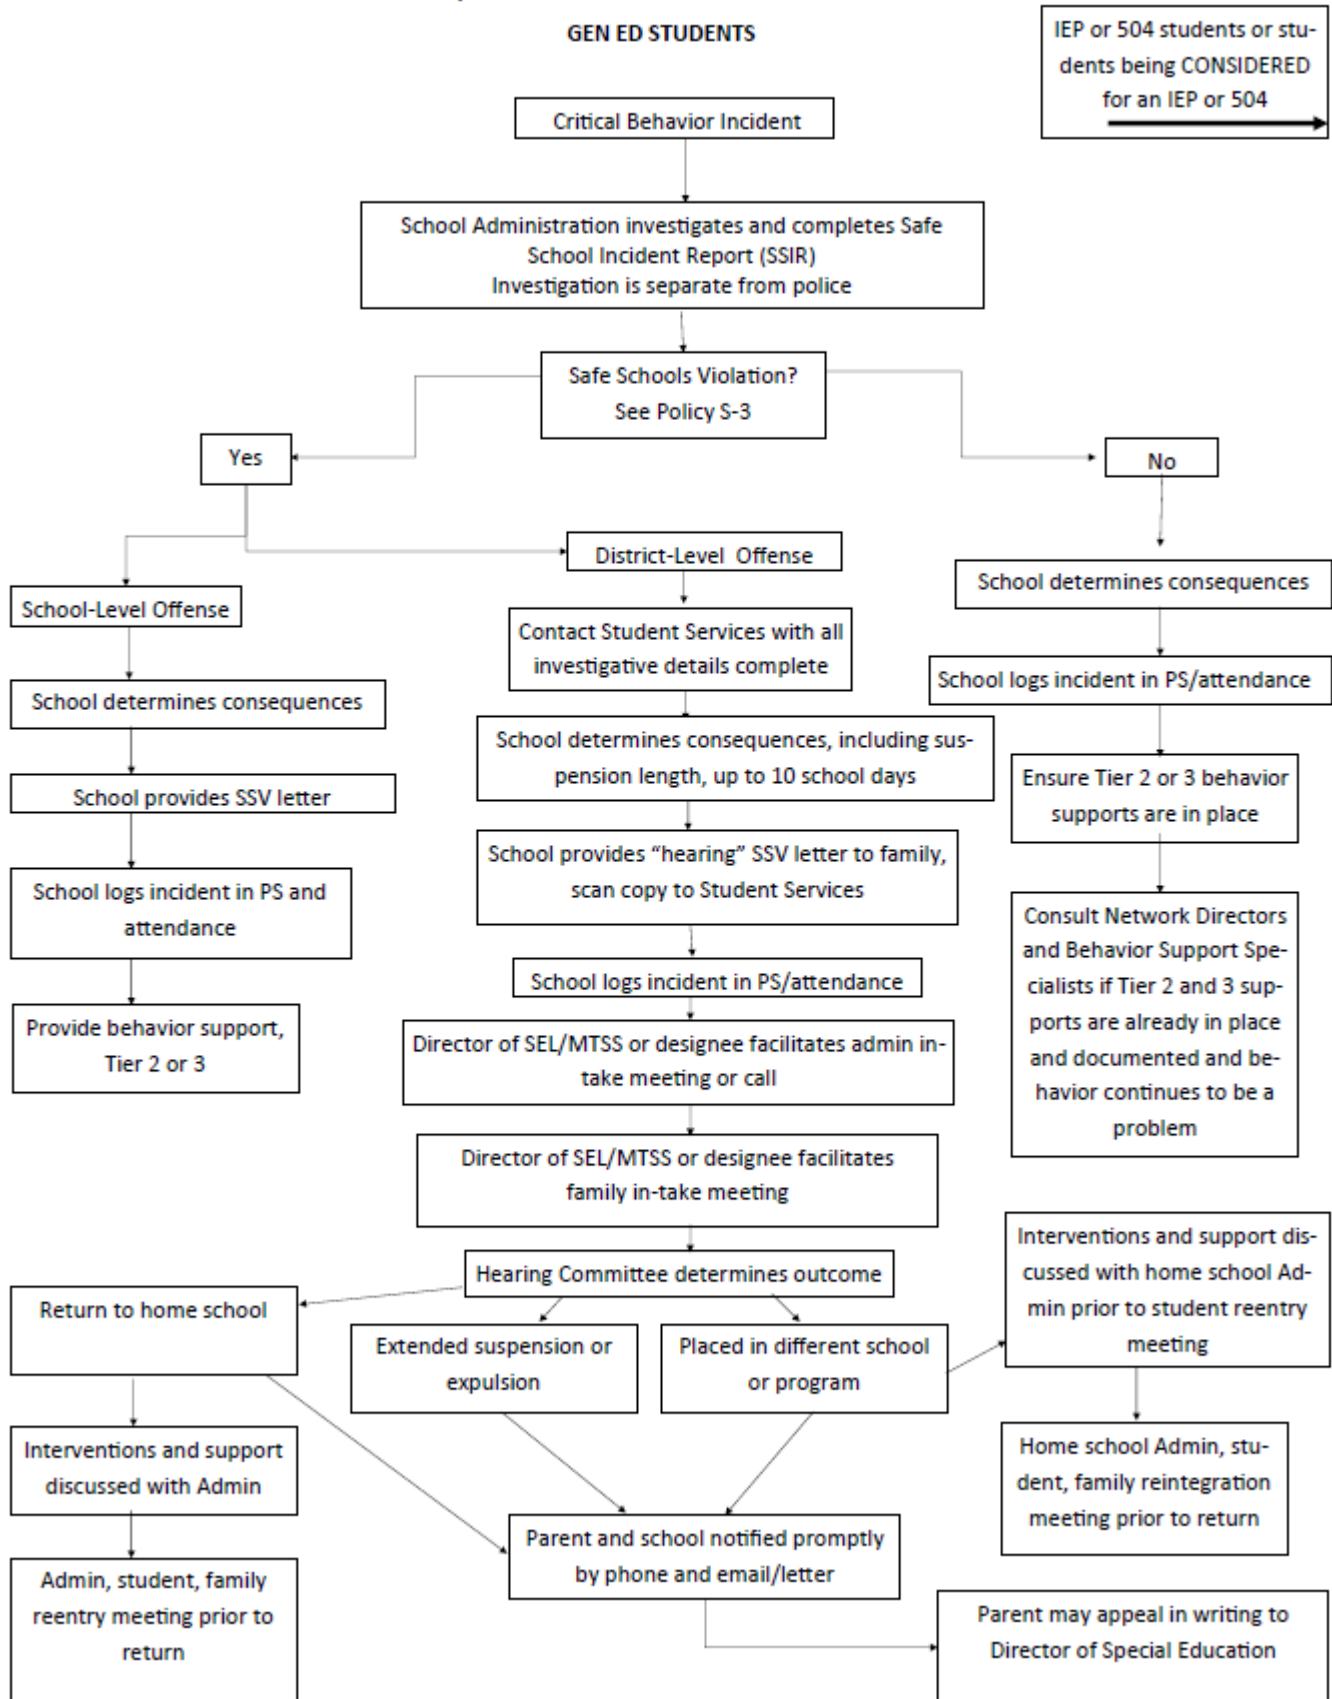 GEN ED STUDENTS
IEP or 504 students or stu-
dents being CONSIDERED
for an IEP or 504
Critical Behavior Incident
School Administration investigates and completes Safe
School Incident Report (SSIR)
Investigation is separate from police
Safe Schools Violation?
See Policy S-3
Yes
No
School-Level Offense
School determines consequences
School provides SSV letter
School logs incident in PS and
attendance
Provide behavior support,
Tier 2 or 3
District-Level Offense
Contact Student Services with all
investigative details complete
School determines consequences, including sus-
pension length, up to 10 school days
School provides “hearing” SSV letter to family,
scan copy to Student Services
School logs incident in PS/attendance
Director of SEL/MTSS or designee facilitates admin in-
take meeting or call
Director of SEL/MTSS or designee facilitates
family in-take meeting
Hearing Committee determines outcome
School determines consequences
School logs incident in PS/attendance
Ensure Tier 2 or 3 behavior
supports are in place
Consult Network Directors
and Behavior Support Spe-
cialists if Tier 2 and 3 sup-
ports are already in place
and documented and be-
havior continues to be a
problem
Return to home school
Interventions and support
discussed with Admin
Admin, student, family
reentry meeting prior to
return
Extended suspension or
expulsion
Placed in different school
or program
Interventions and support dis-
cussed with home school Ad-
min prior to student reentry
meeting
Home school Admin, stu-
dent, family reintegration
meeting prior to return
Parent and school notified promptly
by phone and email/letter
Parent may appeal in writing to
Director of Special Education